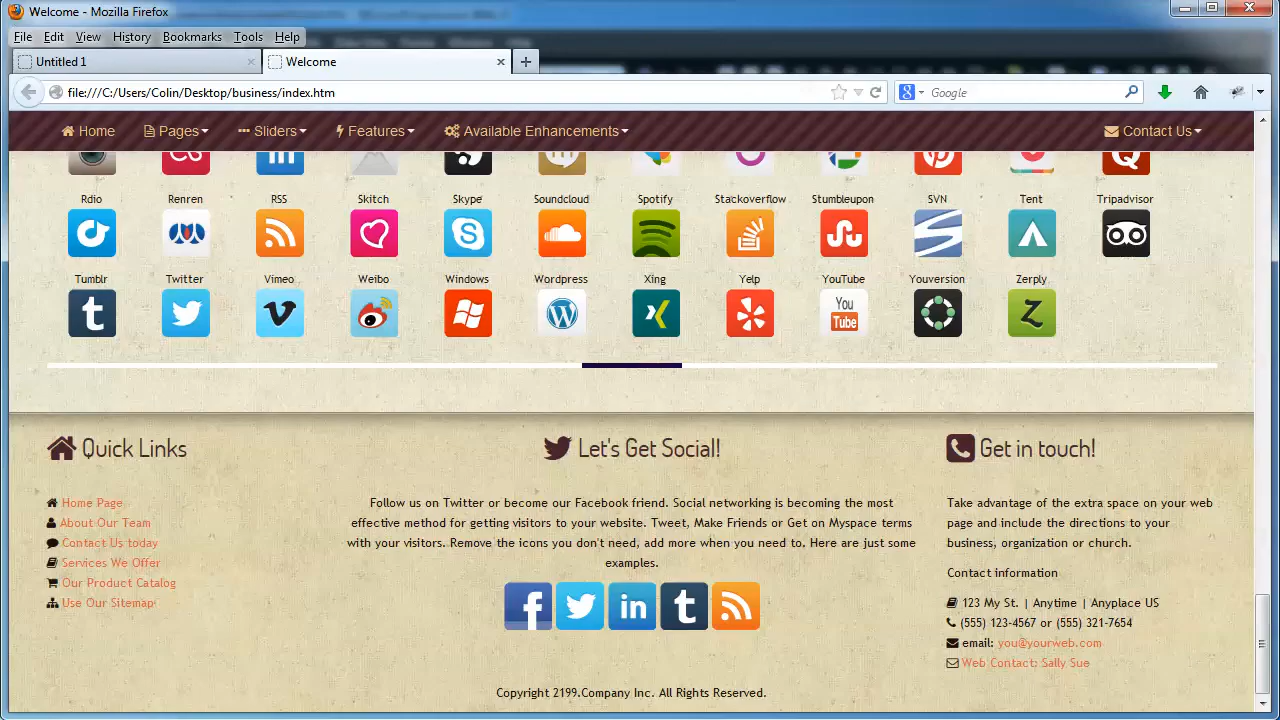 Welcome - Mozilla Firefox
File Edit View History Bookmarks Tools Help
Untitled 1
Welcome
file:///C:/Users/Colin/Desktop/business/index.htm
Google
Home Pages Sliders Features Available Enhancements Contact Us
Rdio Renren RSS Skitch Skype Soundcloud Spotify Stackoverflow Stumbleupon SVN Tent Tripadvisor
Tumblr Twitter Vimeo Weibo Windows Wordpress Xing Yelp YouTube Youversion Zerply
You
Tube
Quick Links
Home Page
About Our Team
Contact Us today
Services We Offer
Our Product Catalog
Use Our Sitemap
Let's Get Social!
Follow us on Twitter or become our Facebook friend. Social networking is becoming the most
effective method for getting visitors to your website. Tweet, Make Friends or Get on Myspace terms
with your visitors. Remove the icons you don't need, add more when you need to. Here are just some
examples.
Get in touch!
Take advantage of the extra space on your web
page and include the directions to your
business, organization or church.
Contact information
123 My St. | Anytime | Anyplace US
(555) 123-4567 or (555) 321-7654
email: you@yourweb.com
Web Contact: Sally Sue
Copyright 2199.Company Inc. All Rights Reserved.